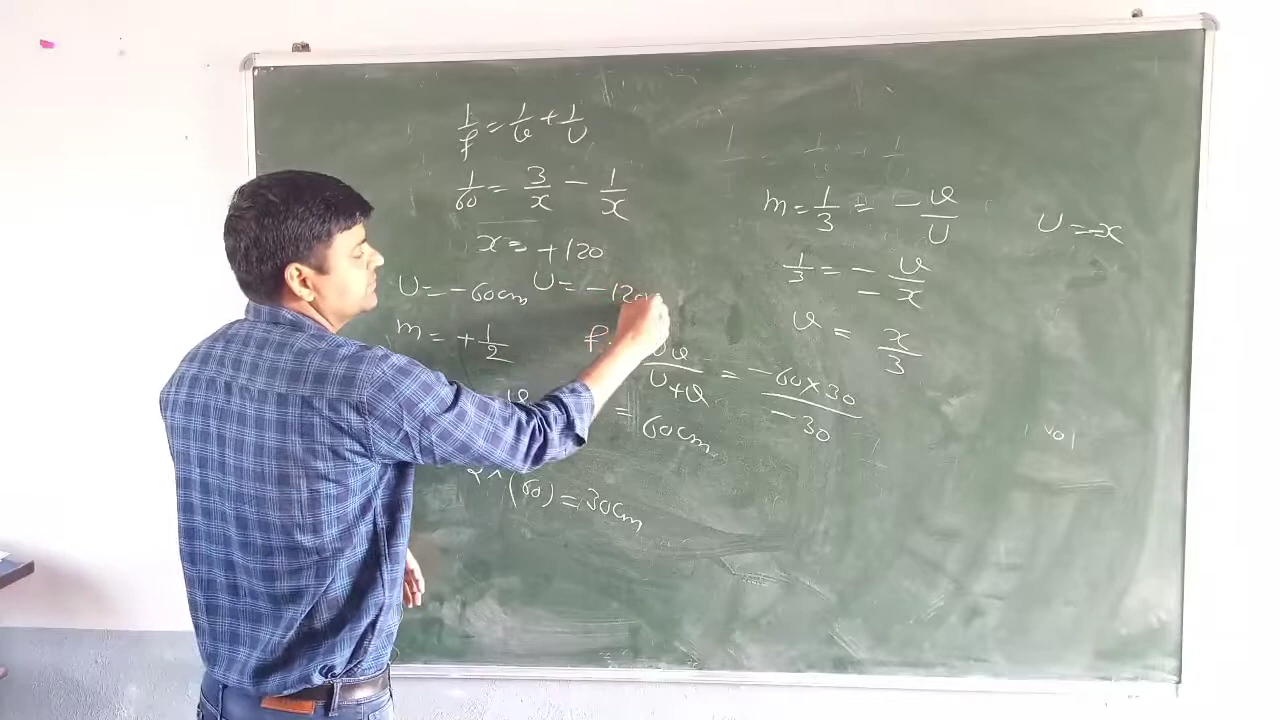 1/f = 1/v + 1/u
1/60 = 3/x - 1/x
x = +120
u = -60cm u = -120
m = +1/2
f = uv/u+v = -60×30/-30
= 60cm
(60) = 30cm
m = 1/3 = -v/u
u = -x
1/3 = -v/-x
v = x/3